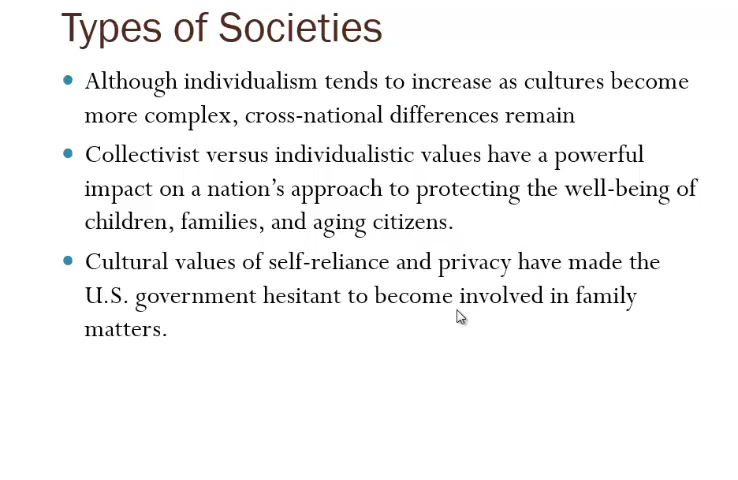 Types of Societies
Although individualism tends to increase as cultures become
more complex, cross-national differences remain
Collectivist versus individualistic values have a powerful
impact on a nation’s approach to protecting the well-being of
children, families, and aging citizens.
Cultural values of self-reliance and privacy have made the
U.S. government hesitant to become involved in family
matters.